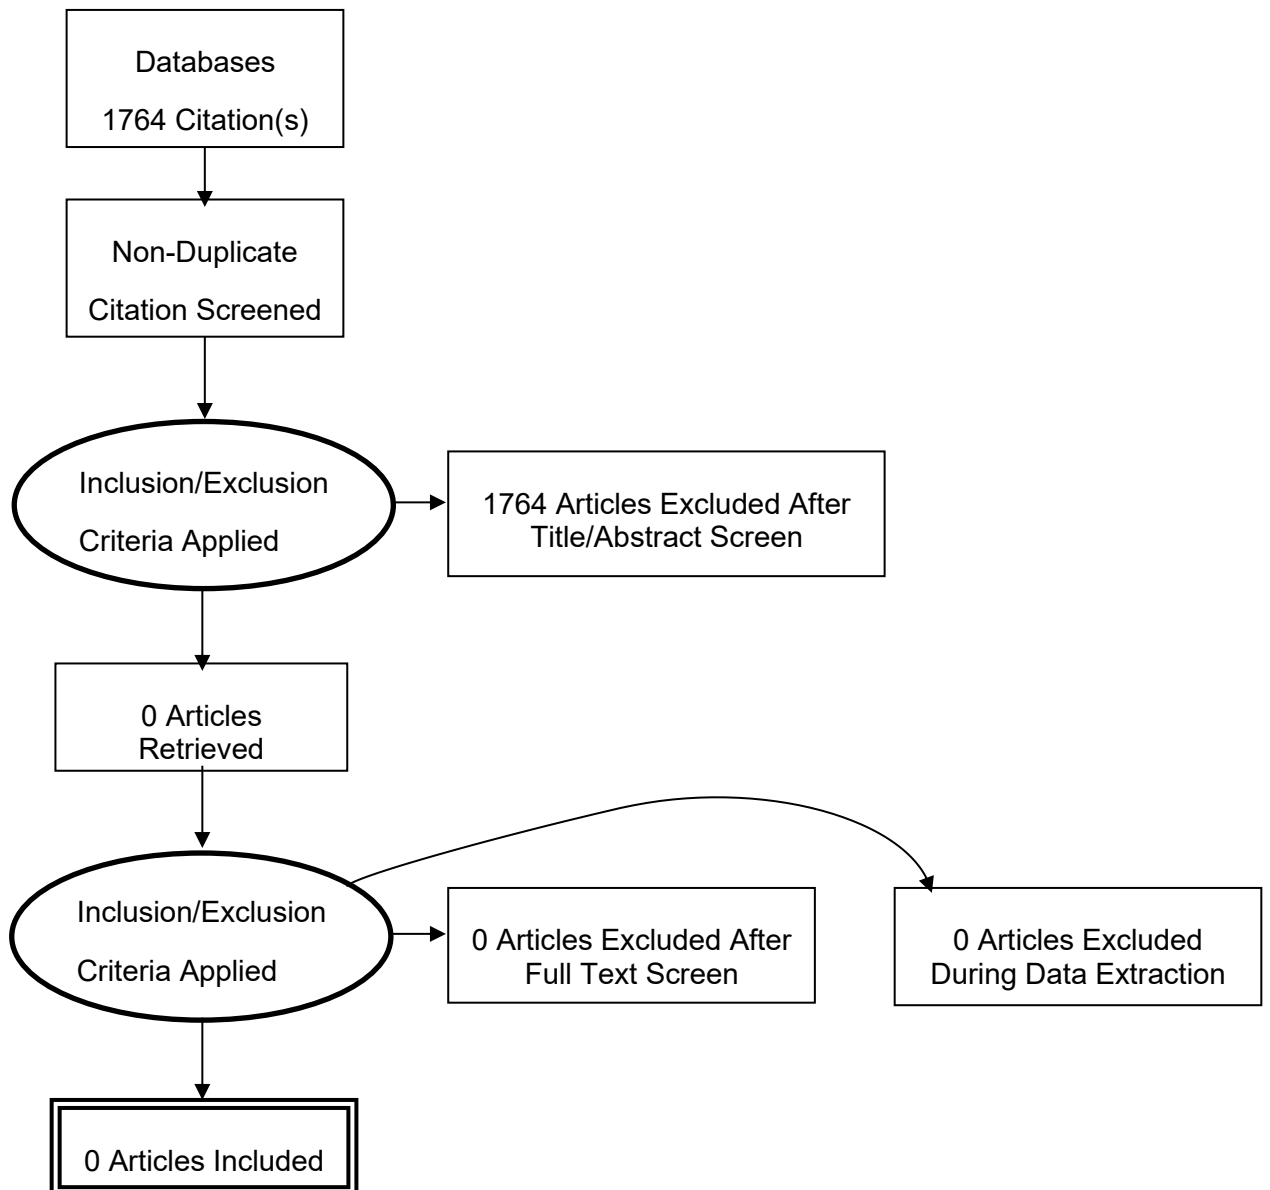 Databases
1764 Citation(s)
Non-Duplicate
Citation Screened
Inclusion/Exclusion
Criteria Applied
1764 Articles Excluded After
Title/Abstract Screen
0 Articles
Retrieved
Inclusion/Exclusion
Criteria Applied
0 Articles Excluded After
Full Text Screen
0 Articles Excluded
During Data Extraction
0 Articles Included